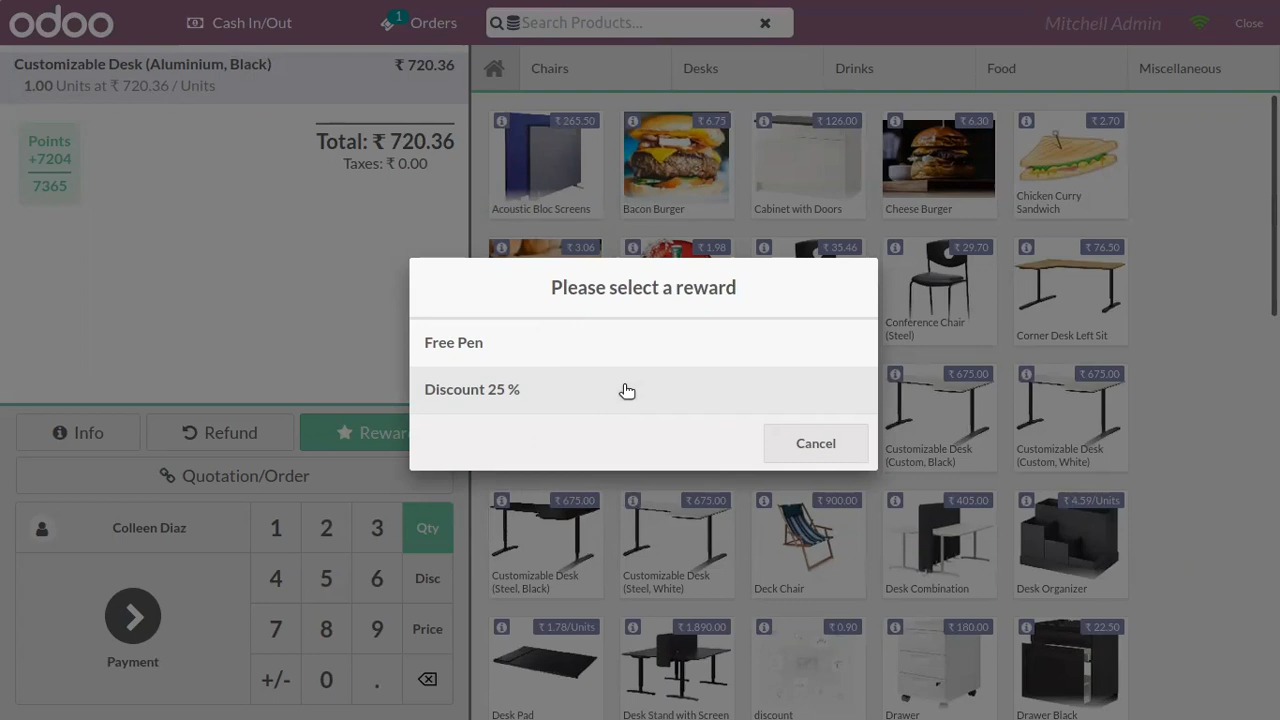 odoo
Cash In/Out
1
Orders
Search Products...
Mitchell Admin
Close
Customizable Desk (Aluminium, Black)
₹ 720.36
1.00 Units at ₹ 720.36 / Units
Points
+7204
7365
Total: ₹ 720.36
Taxes: ₹ 0.00
Chairs
Desks
Drinks
Food
Miscellaneous
₹ 265.50
Acoustic Bloc Screens
₹ 6.75
Bacon Burger
₹ 126.00
Cabinet with Doors
₹ 6.30
Cheese Burger
₹ 2.70
Chicken Curry
Sandwich
₹ 3.06
₹ 1.98
₹ 35.46
₹ 29.70
Conference Chair
(Steel)
₹ 76.50
Corner Desk Left Sit
Please select a reward
Free Pen
Discount 25 %
Cancel
₹ 675.00
Customizable Desk
(Custom, Black)
₹ 675.00
Customizable Desk
(Custom, White)
Info
Refund
Rewar
Quotation/Order
Colleen Diaz
Payment
1
2
3
Qty
4
5
6
Disc
7
8
9
Price
+/-
0
.
₹ 675.00
Customizable Desk
(Steel, Black)
₹ 675.00
Customizable Desk
(Steel, White)
₹ 900.00
Deck Chair
₹ 405.00
Desk Combination
₹ 4.59/Units
Desk Organizer
₹ 1.78/Units
Desk Pad
₹ 1,890.00
Desk Stand with Screen
₹ 0.90
discount
₹ 180.00
Drawer
₹ 22.50
Drawer Black